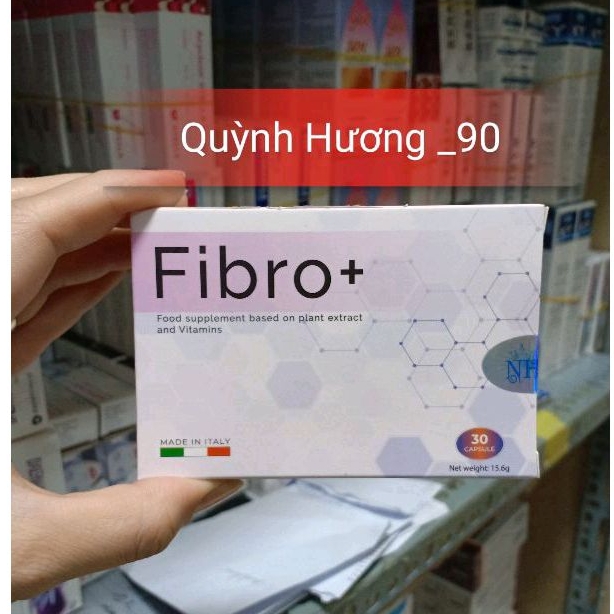 Quỳnh Hương _90
Fibro+
Food supplement based on plant extract
and Vitamins
NH
MADE IN ITALY
30
CAPSULE
Net weight: 15.6g